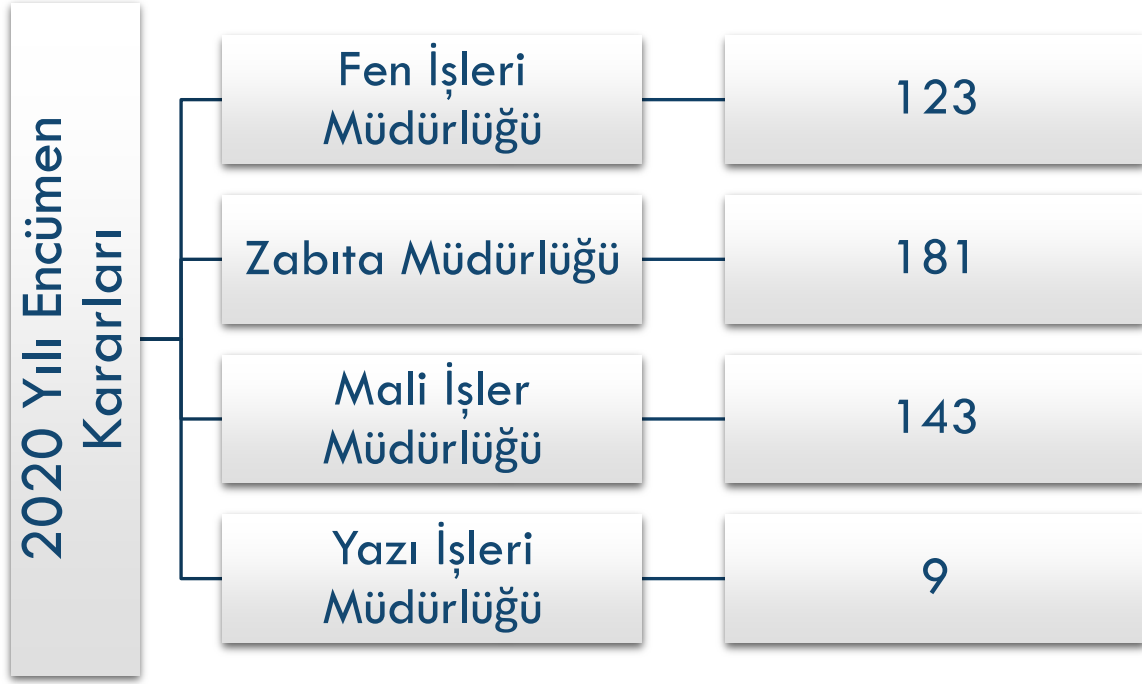 2020 Yılı Encümen
Kararları
Fen İşleri
Müdürlüğü
123
Zabıta Müdürlüğü
181
Mali İşler
Müdürlüğü
143
Yazı İşleri
Müdürlüğü
9